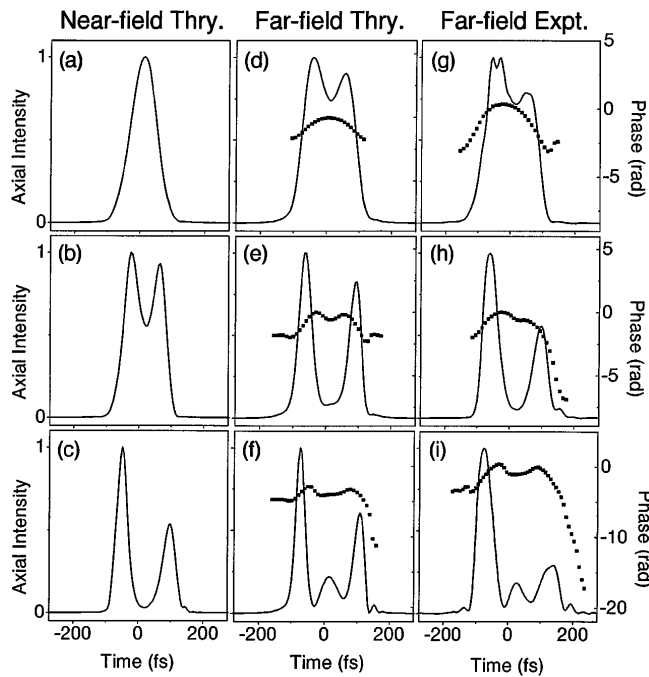 Near-field Thry. Far-field Thry. Far-field Expt.
(a) (d) (g)
1
0
Axial Intensity
5
0
-5
Phase (rad)
(b) (e) (h)
1
0
Axial Intensity
5
0
-5
Phase (rad)
(c) (f) (i)
1
0
Axial Intensity
0
-10
-20
Phase (rad)
-200 0 200 -200 0 200 -200 0 200
Time (fs) Time (fs) Time (fs)